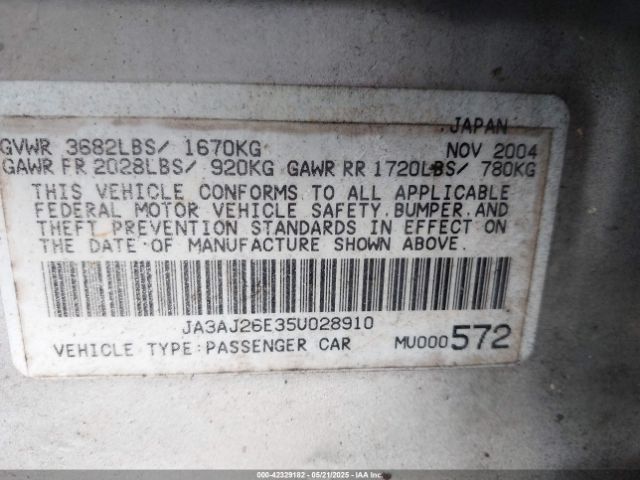 JAPAN
GVWR 3682LBS/ 1670KG NOV 2004
GAWR FR 2028LBS/ 920KG GAWR RR 1720LBS/ 780KG
THIS VEHICLE CONFORMS TO ALL APPLICABLE
FEDERAL MOTOR VEHICLE SAFETY, BUMPER, AND
THEFT PREVENTION STANDARDS IN EFFECT ON
THE DATE OF MANUFACTURE SHOWN ABOVE.
JA3AJ26E35U028910
VEHICLE TYPE:PASSENGER CAR MU000572
000-42329182 - 05/21/2025 - IAA INC.